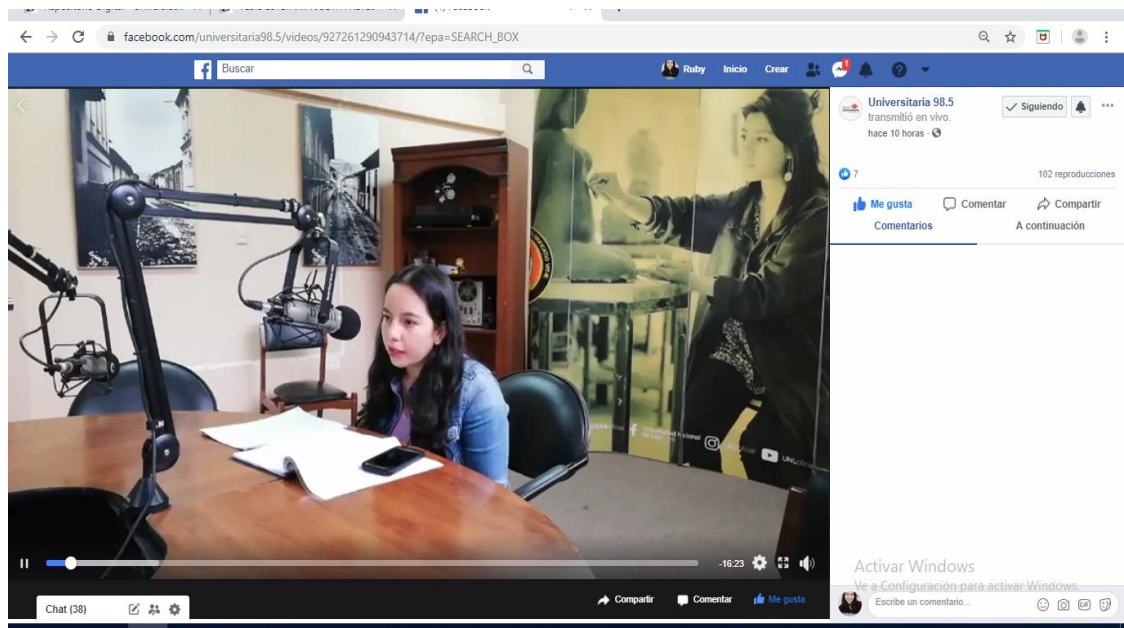 facebook.com/universitaria98.5/videos/927261290943714/?epa=SEARCH_BOX
Buscar
Ruby Inicio Crear
Universitaria 98.5
transmitió en vivo.
hace 10 horas
Siguiendo
7
102 reproducciones
Me gusta Comentar Compartir
Comentarios A continuación
-16:23
Compartir Comentar Me gusta
Chat (38)
Activar Windows
Ve a Configuración para activar Windows.
Escribe un comentario...
GIF